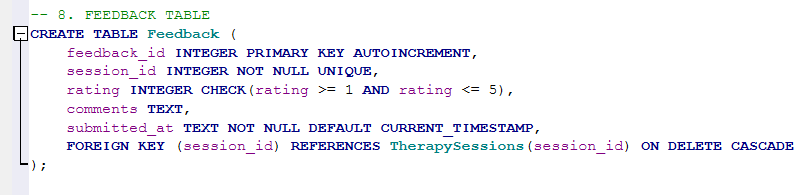 -- 8. FEEDBACK TABLE
CREATE TABLE Feedback (
feedback_id INTEGER PRIMARY KEY AUTOINCREMENT,
session_id INTEGER NOT NULL UNIQUE,
rating INTEGER CHECK(rating >= 1 AND rating <= 5),
comments TEXT,
submitted_at TEXT NOT NULL DEFAULT CURRENT_TIMESTAMP,
FOREIGN KEY (session_id) REFERENCES TherapySessions(session_id) ON DELETE CASCADE
);